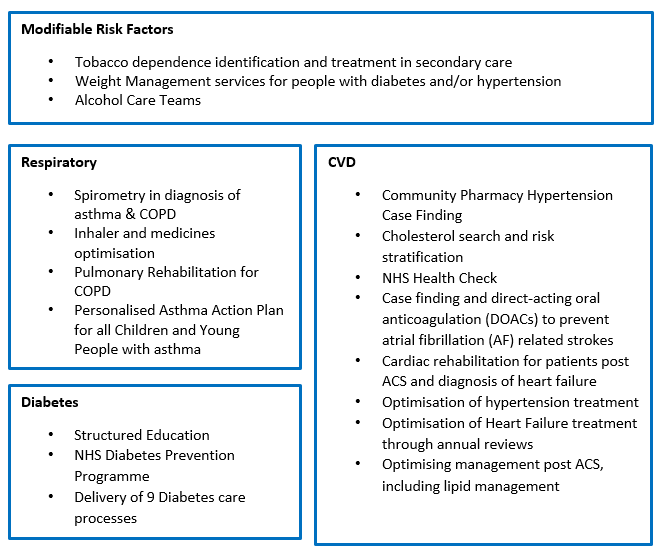 Modifiable Risk Factors
• Tobacco dependence identification and treatment in secondary care
• Weight Management services for people with diabetes and/or hypertension
• Alcohol Care Teams
Respiratory
• Spirometry in diagnosis of
asthma & COPD
• Inhaler and medicines
optimisation
• Pulmonary Rehabilitation for
COPD
• Personalised Asthma Action Plan
for all Children and Young
People with asthma
Diabetes
• Structured Education
• NHS Diabetes Prevention
Programme
• Delivery of 9 Diabetes care
processes
CVD
• Community Pharmacy Hypertension
Case Finding
• Cholesterol search and risk
stratification
• NHS Health Check
• Case finding and direct-acting oral
anticoagulation (DOACs) to prevent
atrial fibrillation (AF) related strokes
• Cardiac rehabilitation for patients post
ACS and diagnosis of heart failure
• Optimisation of hypertension treatment
• Optimisation of Heart Failure treatment
through annual reviews
• Optimising management post ACS,
including lipid management